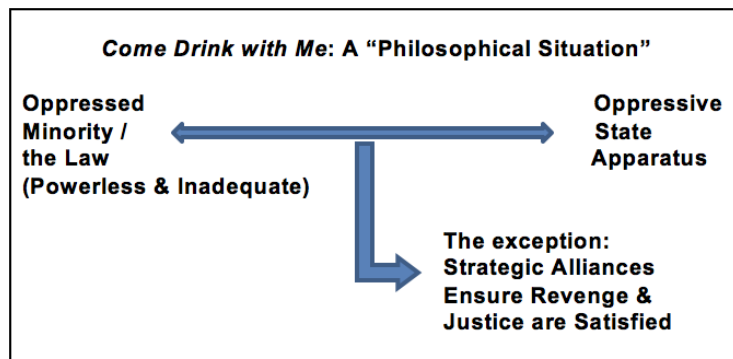 Come Drink with Me: A “Philosophical Situation”
Oppressed
Minority /
the Law
(Powerless & Inadequate)
Oppressive
State
Apparatus
The exception:
Strategic Alliances
Ensure Revenge &
Justice are Satisfied